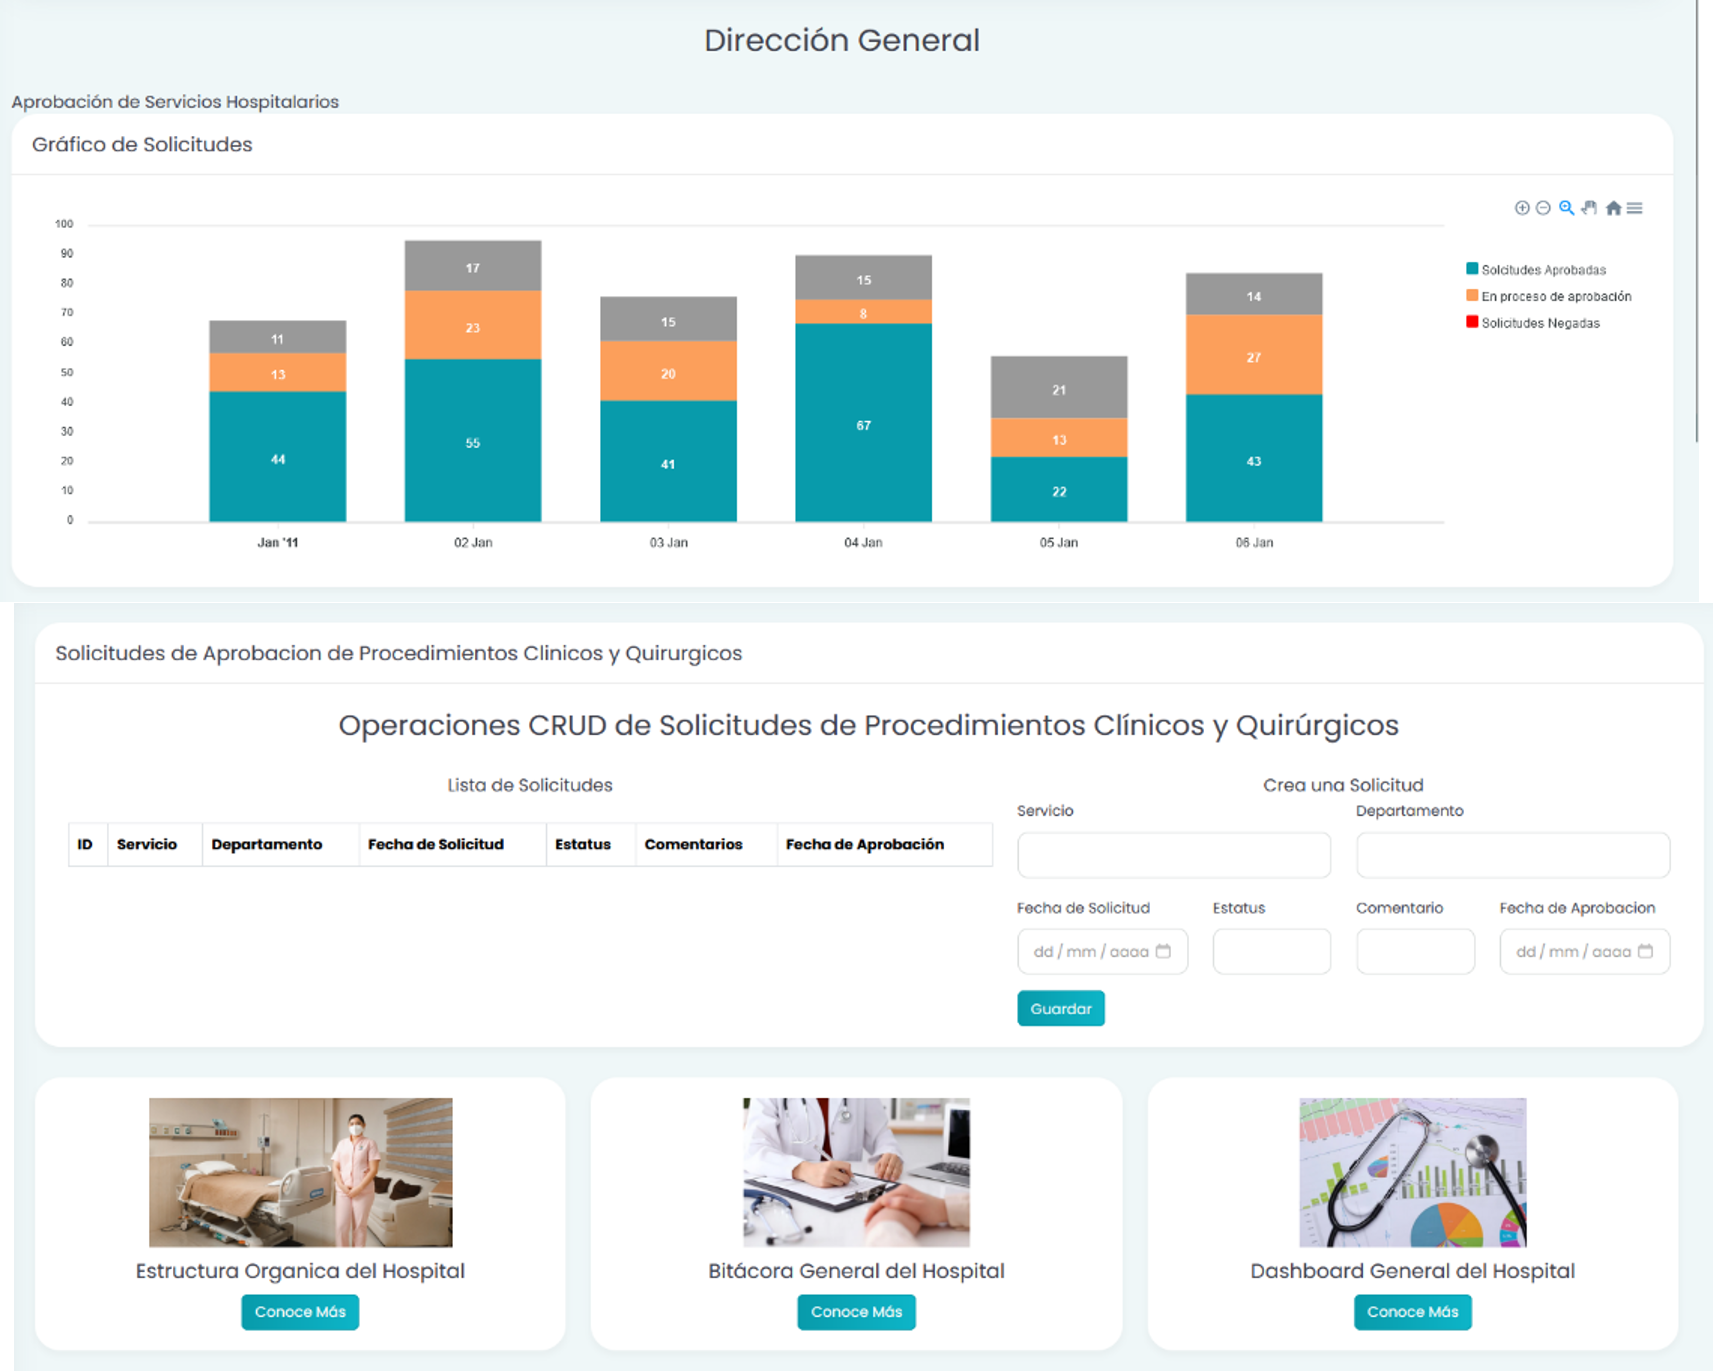 Dirección General
Aprobación de Servicios Hospitalarios
Gráfico de Solicitudes
100
90
80
70
60
50
40
30
20
10
0
11
13
44
17
23
55
15
20
41
15
8
67
21
13
22
14
27
43
Jan '11 02 Jan 03 Jan 04 Jan 05 Jan 06 Jan
Solcitudes Aprobadas
En proceso de aprobación
Solicitudes Negadas
Solicitudes de Aprobacion de Procedimientos Clinicos y Quirurgicos
Operaciones CRUD de Solicitudes de Procedimientos Clínicos y Quirúrgicos
Lista de Solicitudes
ID Servicio Departamento Fecha de Solicitud Estatus Comentarios Fecha de Aprobación
Crea una Solicitud
Servicio Departamento
Fecha de Solicitud Estatus Comentario Fecha de Aprobacion
dd / mm / aaaa dd / mm / aaaa
Guardar
Estructura Organica del Hospital
Conoce Más
Bitácora General del Hospital
Conoce Más
Dashboard General del Hospital
Conoce Más